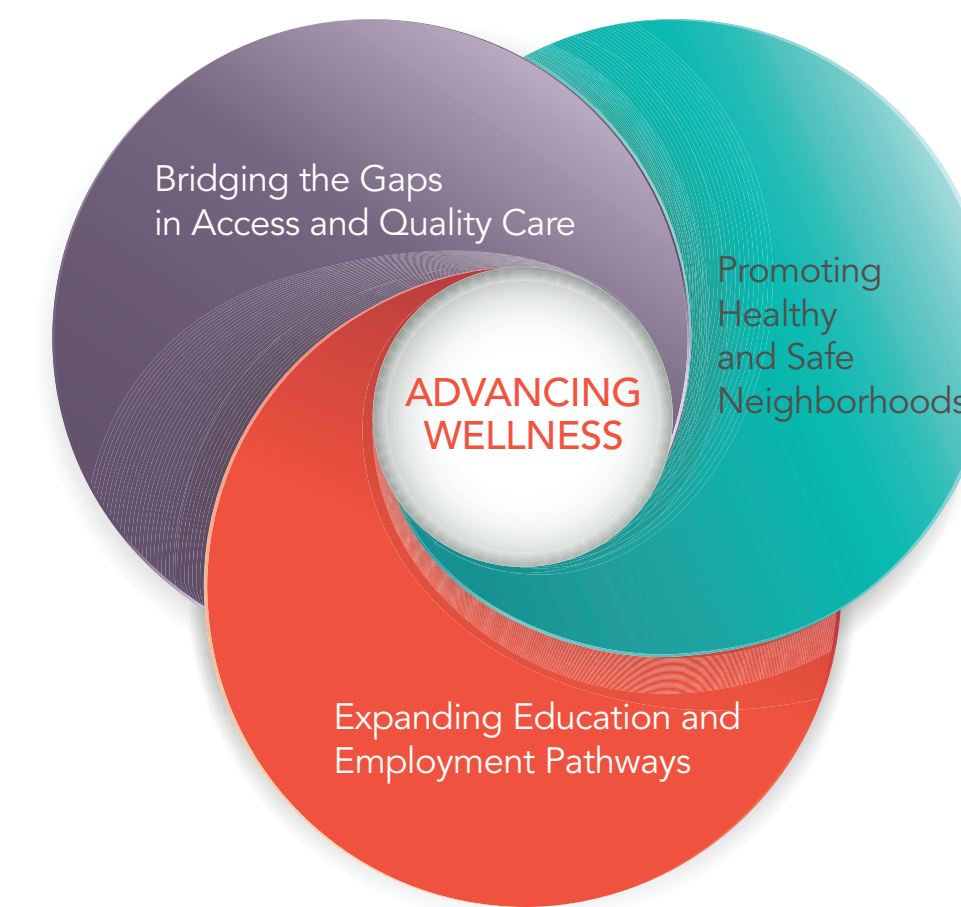 Bridging the Gaps
in Access and Quality Care
Promoting
Healthy
and Safe
Neighborhoods
ADVANCING
WELLNESS
Expanding Education and
Employment Pathways